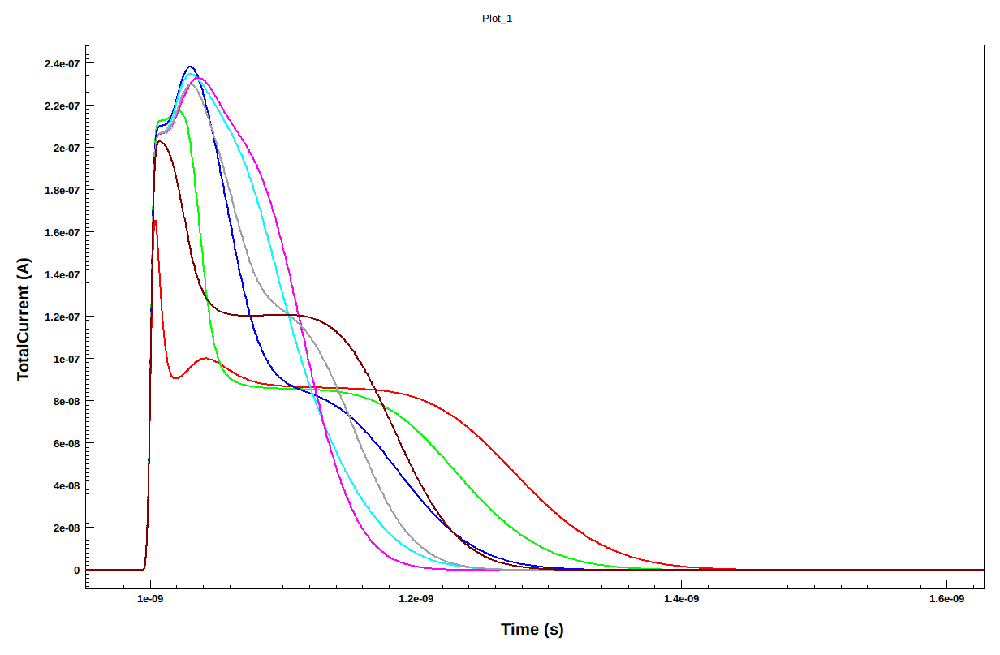 Plot_1
TotalCurrent (A)
2.4e-07
2.2e-07
2e-07
1.8e-07
1.6e-07
1.4e-07
1.2e-07
1e-07
8e-08
6e-08
4e-08
2e-08
0
1e-09 1.2e-09 1.4e-09 1.6e-09
Time (s)